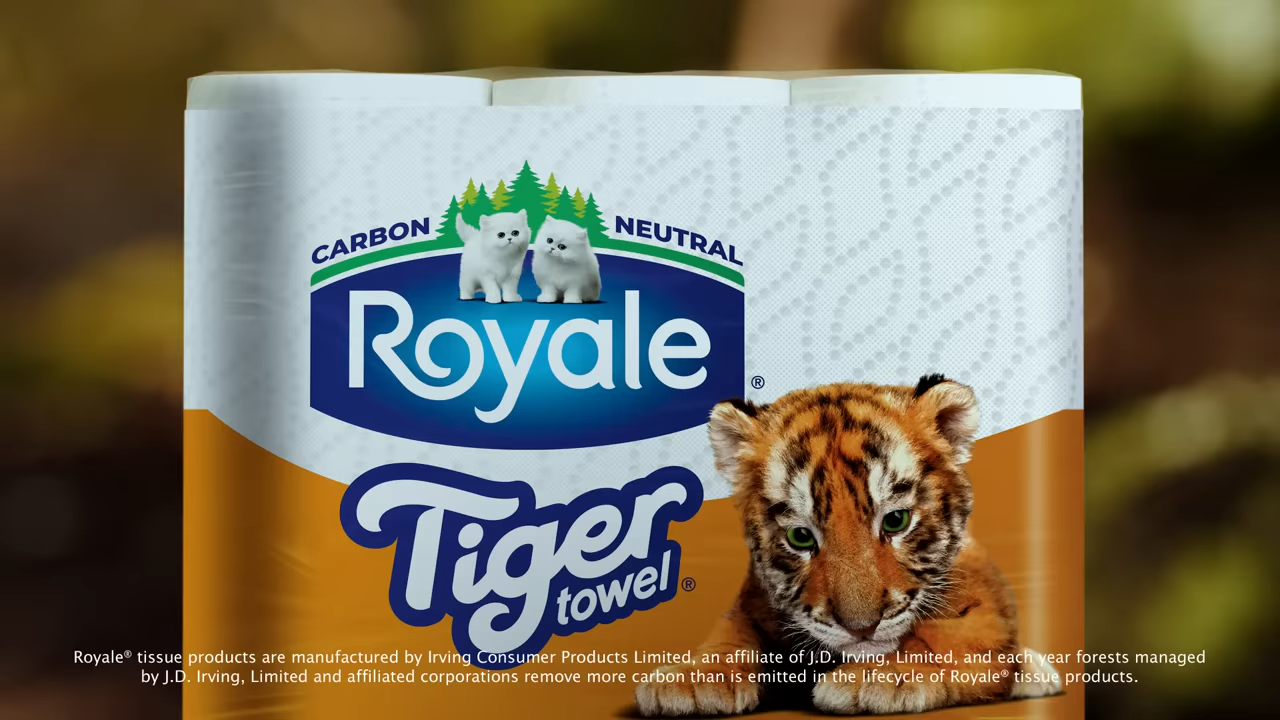 CARBON NEUTRAL
Royale®
Tiger
towel®
Royale® tissue products are manufactured by Irving Consumer Products Limited, an affiliate of J.D. Irving, Limited, and each year forests managed
by J.D. Irving, Limited and affiliated corporations remove more carbon than is emitted in the lifecycle of Royale® tissue products.